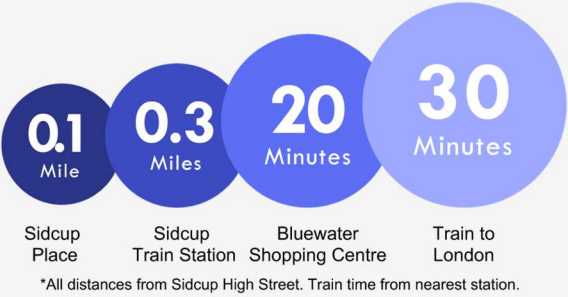 0.1
Mile
0.3
Miles
20
Minutes
30
Minutes
Sidcup
Place
Sidcup
Train Station
Bluewater
Shopping Centre
Train to
London
*All distances from Sidcup High Street. Train time from nearest station.